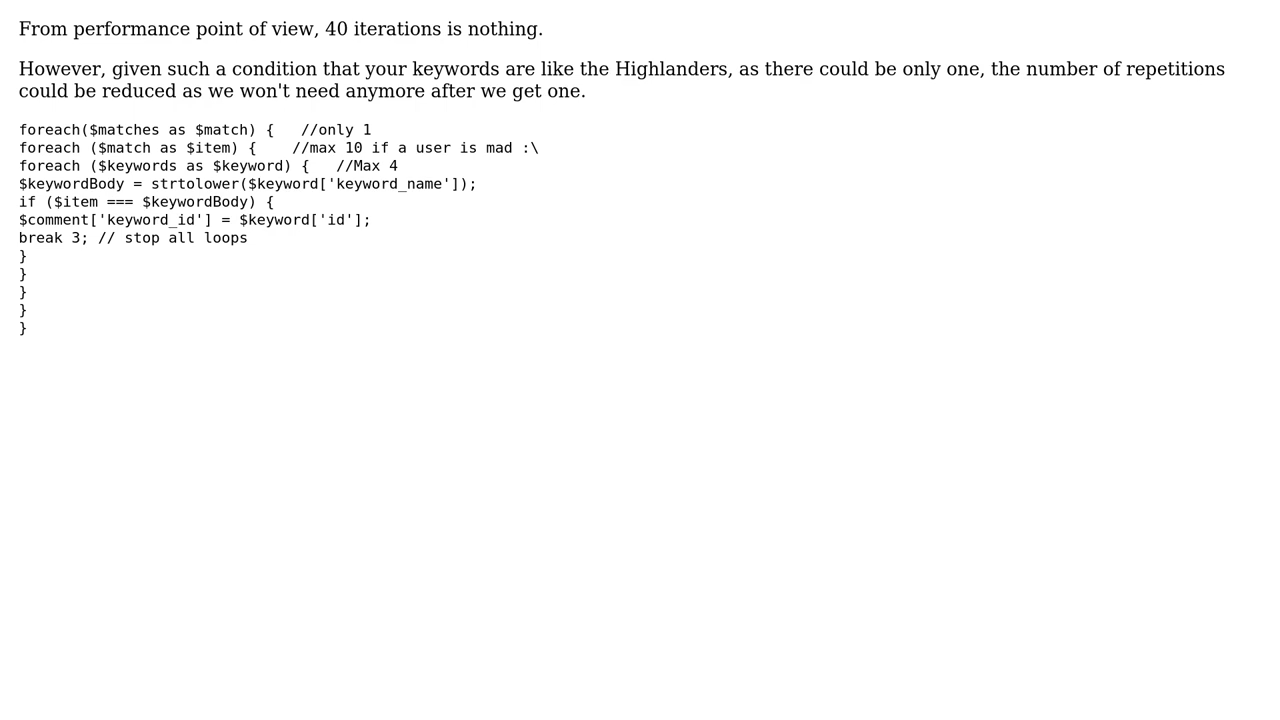 From performance point of view, 40 iterations is nothing.
However, given such a condition that your keywords are like the Highlanders, as there could be only one, the number of repetitions
could be reduced as we won't need anymore after we get one.
foreach($matches as $match) {   //only 1
foreach ($match as $item) {    //max 10 if a user is mad :\
foreach ($keywords as $keyword) {   //Max 4
$keywordBody = strtolower($keyword['keyword_name']);
if ($item === $keywordBody) {
$comment['keyword_id'] = $keyword['id'];
break 3; // stop all loops
}
}
}
}
}